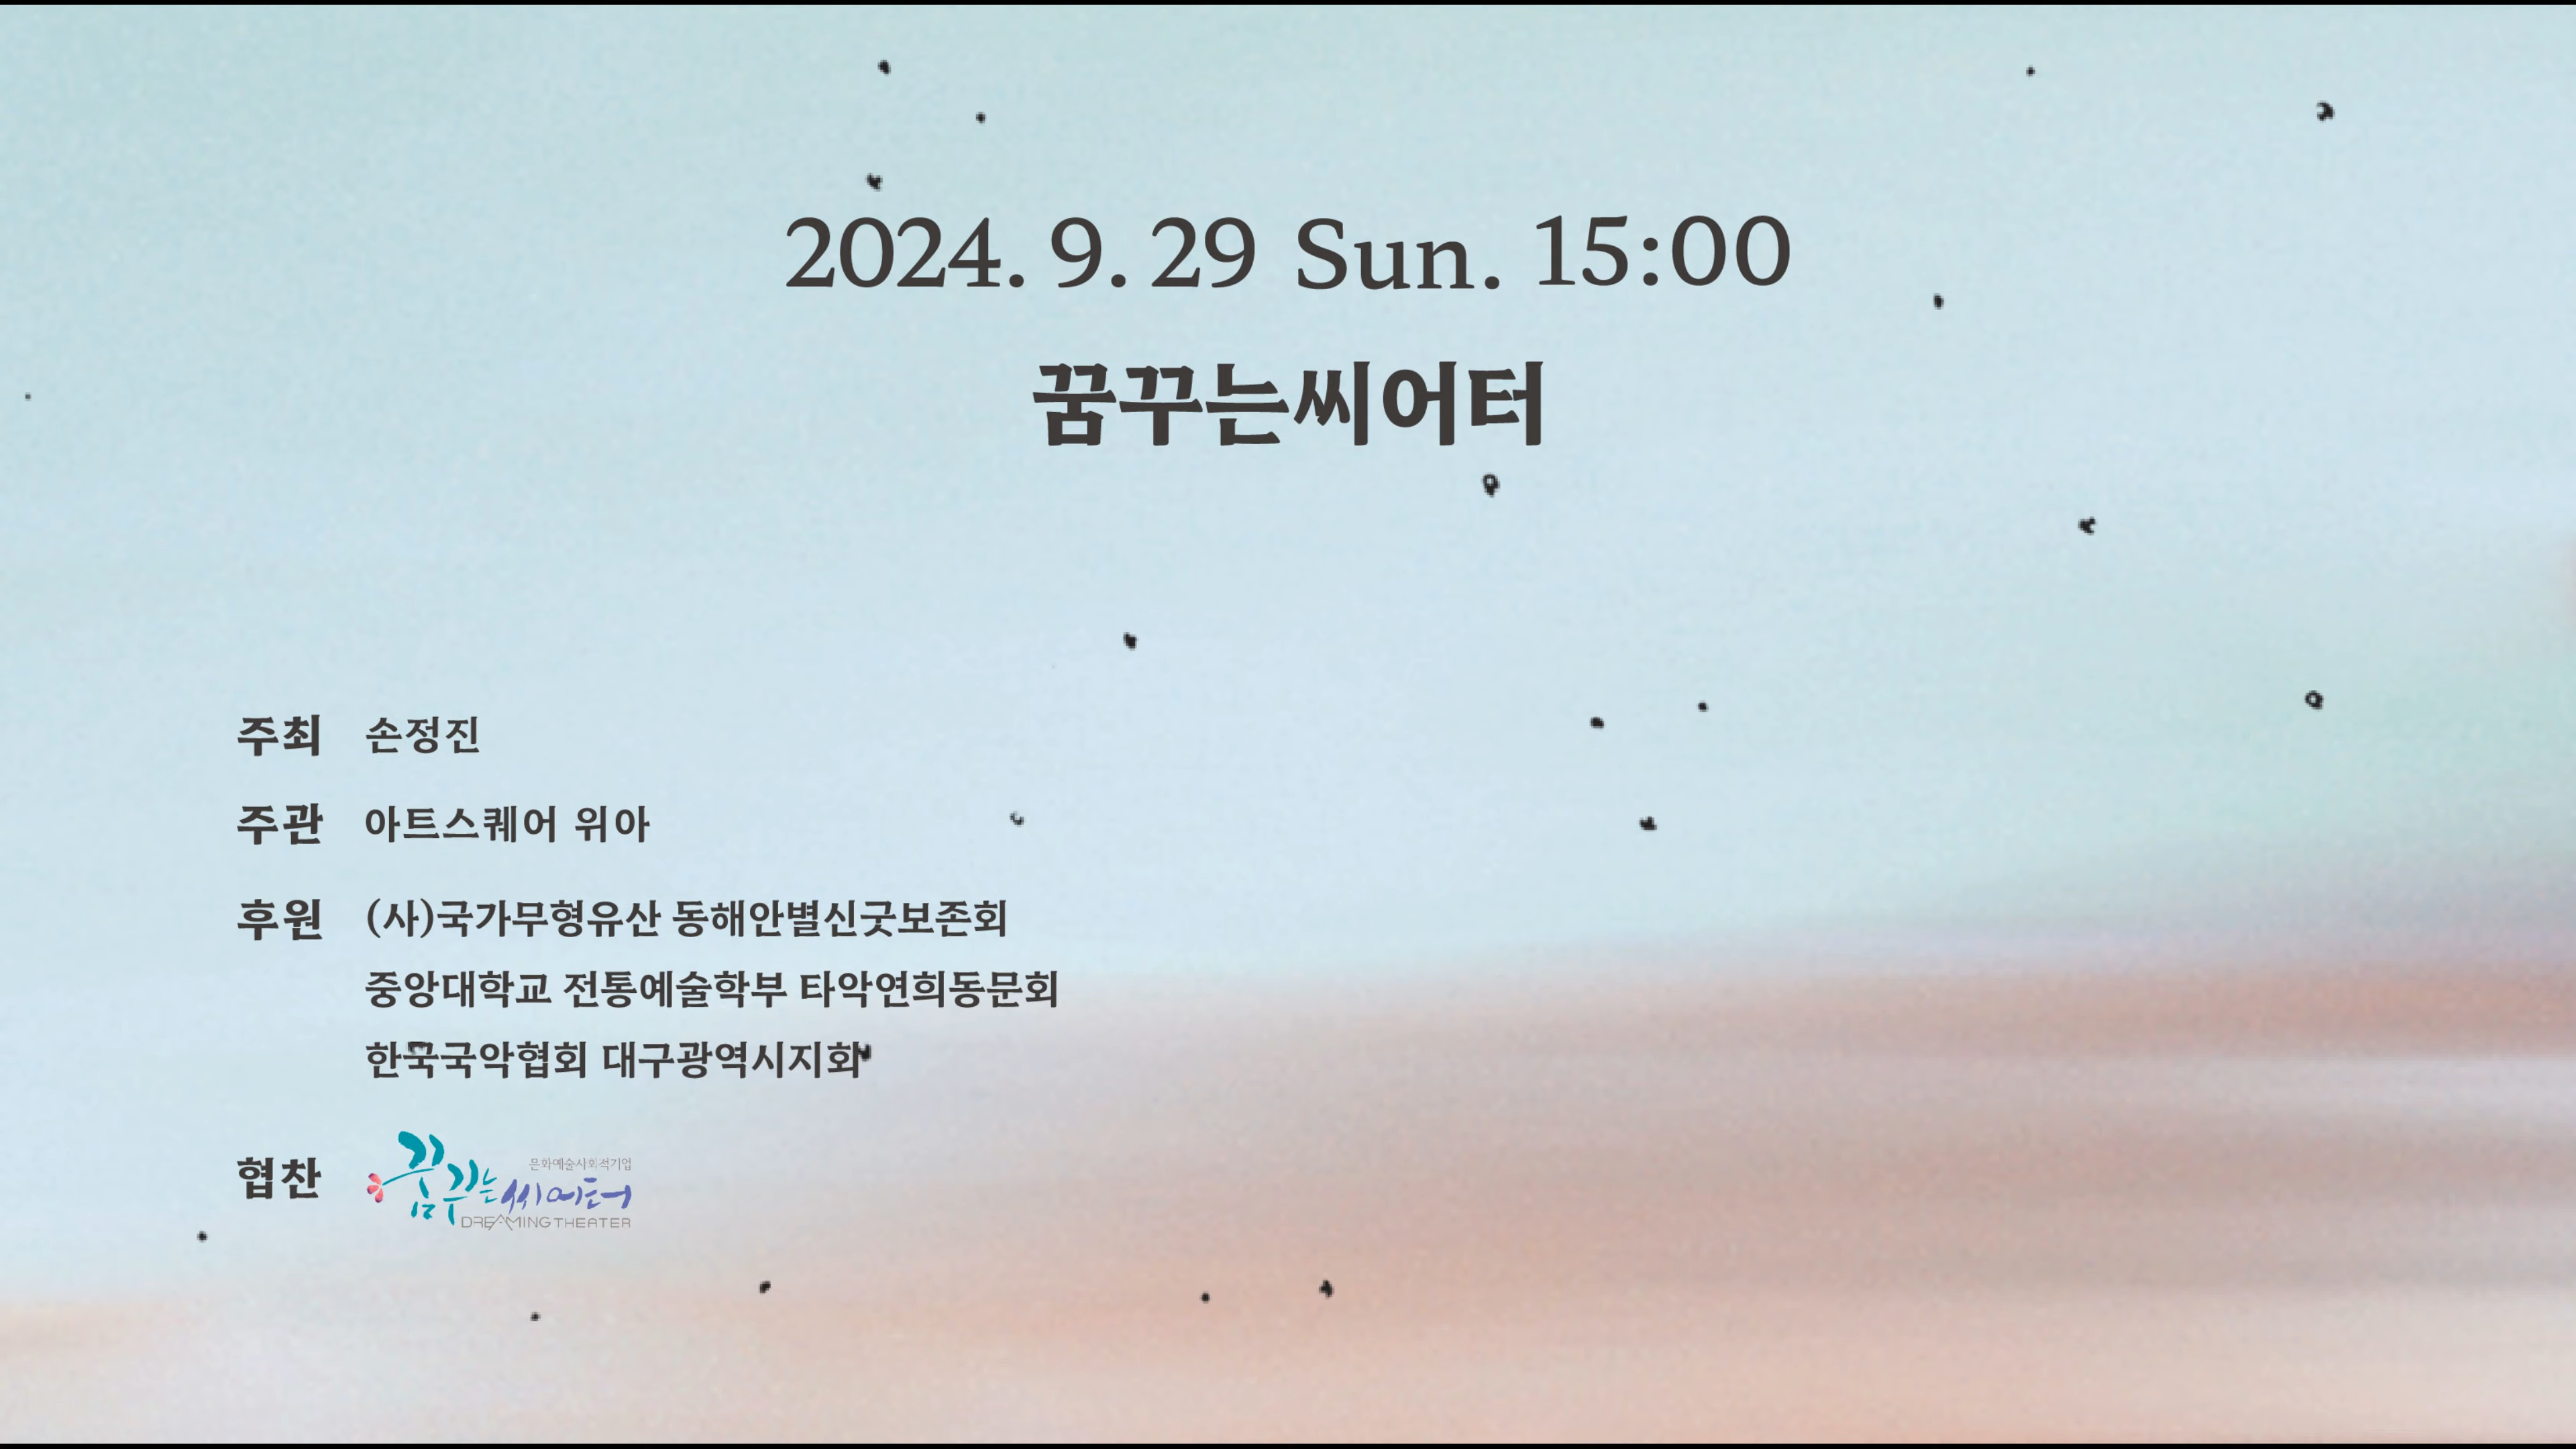 2024. 9. 29 Sun. 15:00
꿈꾸는씨어터
주최 손정진
주관 아트스퀘어 위아
후원 (사)국가무형유산 동해안별신굿보존회
중앙대학교 전통예술학부 타악연희동문회
한국국악협회 대구광역시지회
협찬
문화예술사회적기업
꿈꾸는씨어터
DREAMING THEATER